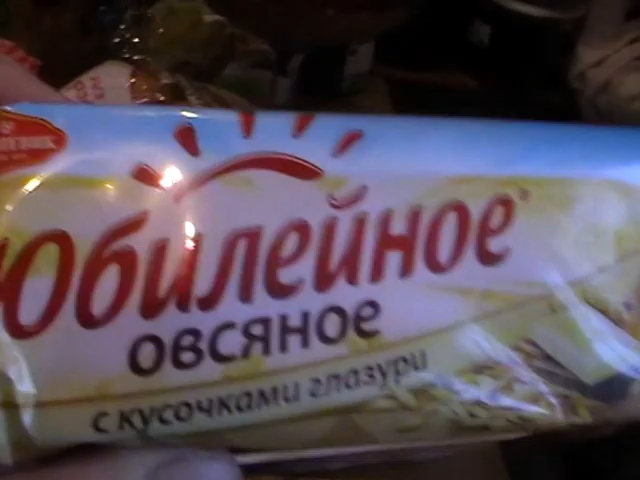 Юбилейное®
овсяное
с кусочками глазури